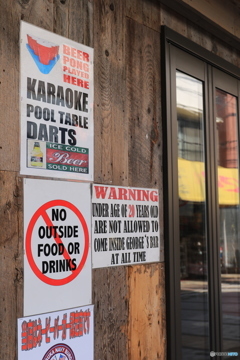 BEER
PONG
PLAYED
HERE
KARAOKE
POOL TABLE
DARTS
ICE COLD
Beer
SOLD HERE
NO
OUTSIDE
FOOD OR
DRINKS
WARNING
UNDER AGE OF 20 YEARS OLD
ARE NOT ALLOWED TO
COME INSIDE GEORGE'S BAR
AT ALL TIME